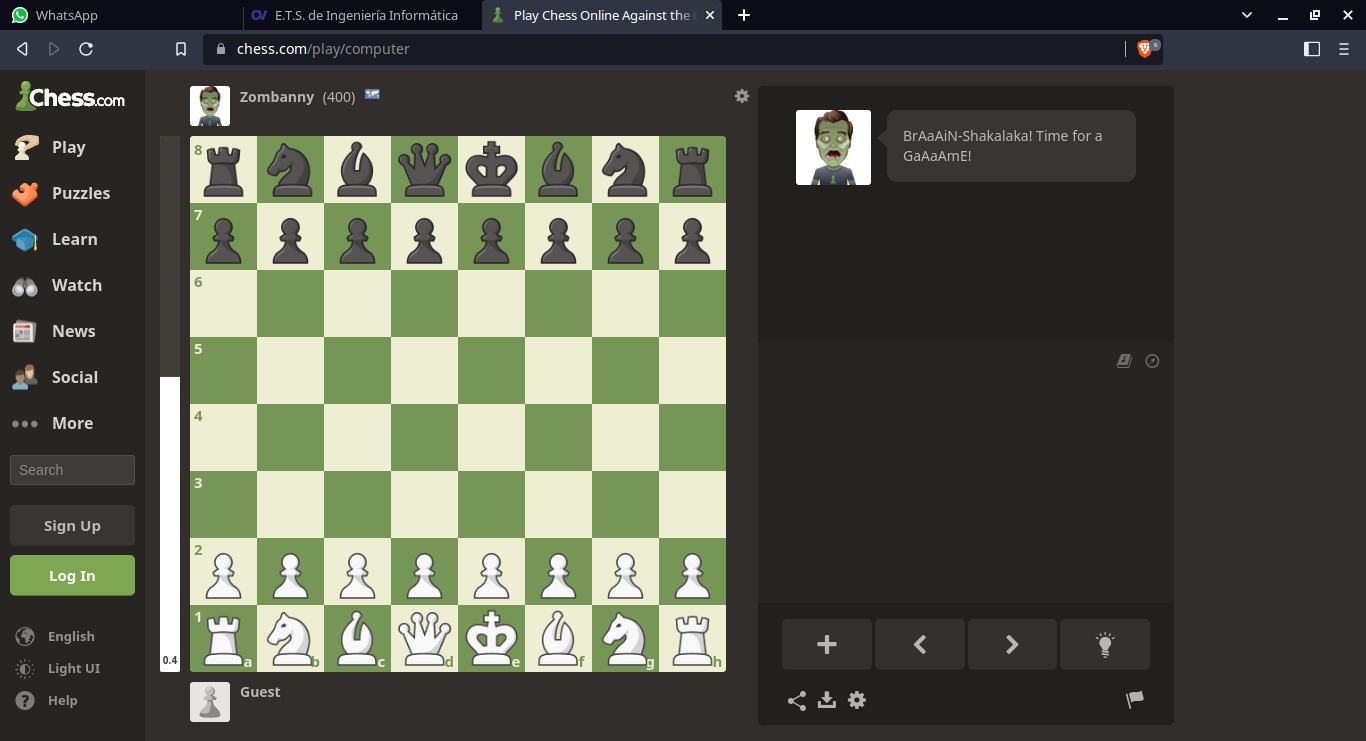 WhatsApp
E.T.S. de Ingeniería Informática
Play Chess Online Against the
chess.com/play/computer
6
Chess.com
Play
Puzzles
Learn
Watch
News
Social
More
Search
Sign Up
Log In
English
Light UI
Help
Zombanny (400)
8
7
6
5
4
3
2
1
a b c d e f g h
0.4
Guest
BrAaAiN-Shakalaka! Time for a
GaAaAmE!